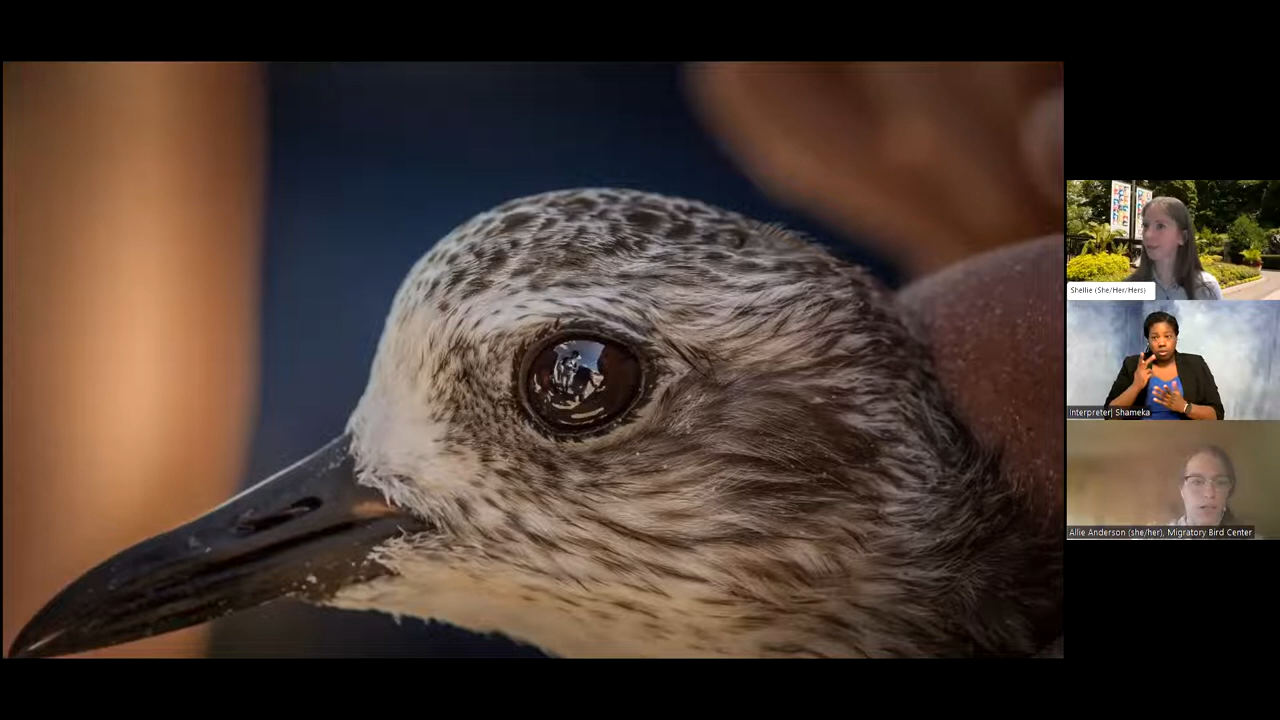 Shellie (She/Her/Hers)
Interpreter| Shameka
Allie Anderson (she/her), Migratory Bird Center